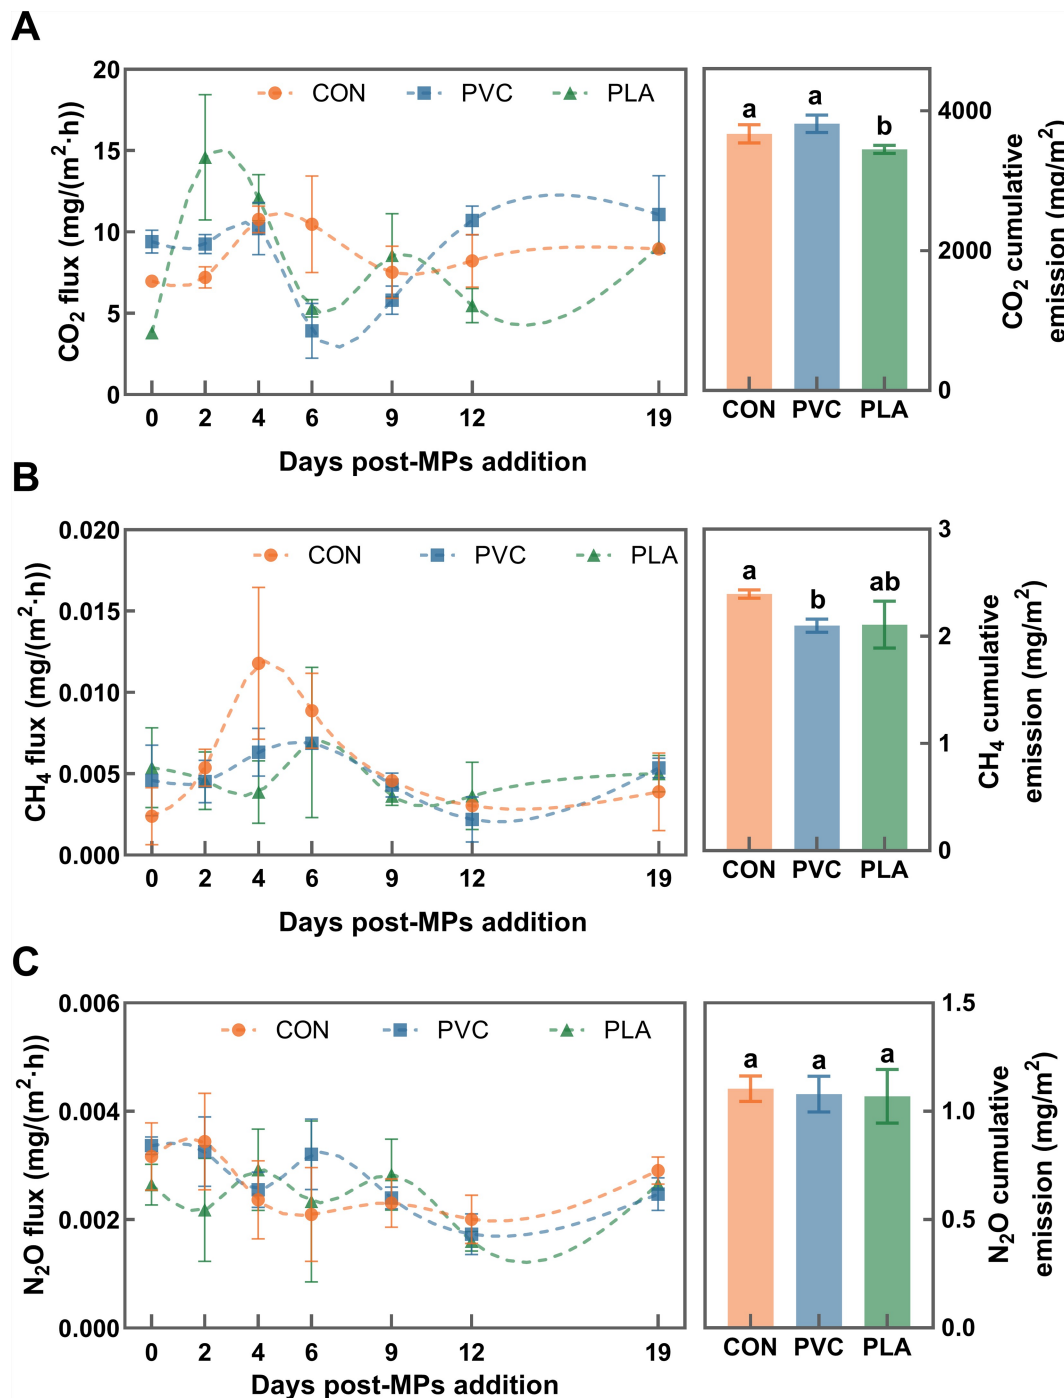 A
CO2 flux (mg/(m2·h))
20
15
10
5
0
CON
PVC
PLA
0 2 4 6 9 12 19
Days post-MPs addition
a a b
4000
2000
0
CON PVC PLA
CO2 cumulative
emission (mg/m2)
B
CH4 flux (mg/(m2·h))
0.020
0.015
0.010
0.005
0.000
CON
PVC
PLA
0 2 4 6 9 12 19
Days post-MPs addition
a b ab
3
2
1
0
CON PVC PLA
CH4 cumulative
emission (mg/m2)
C
N2O flux (mg/(m2·h))
0.006
0.004
0.002
0.000
CON
PVC
PLA
0 2 4 6 9 12 19
Days post-MPs addition
a a a
1.5
1.0
0.5
0.0
CON PVC PLA
N2O cumulative
emission (mg/m2)